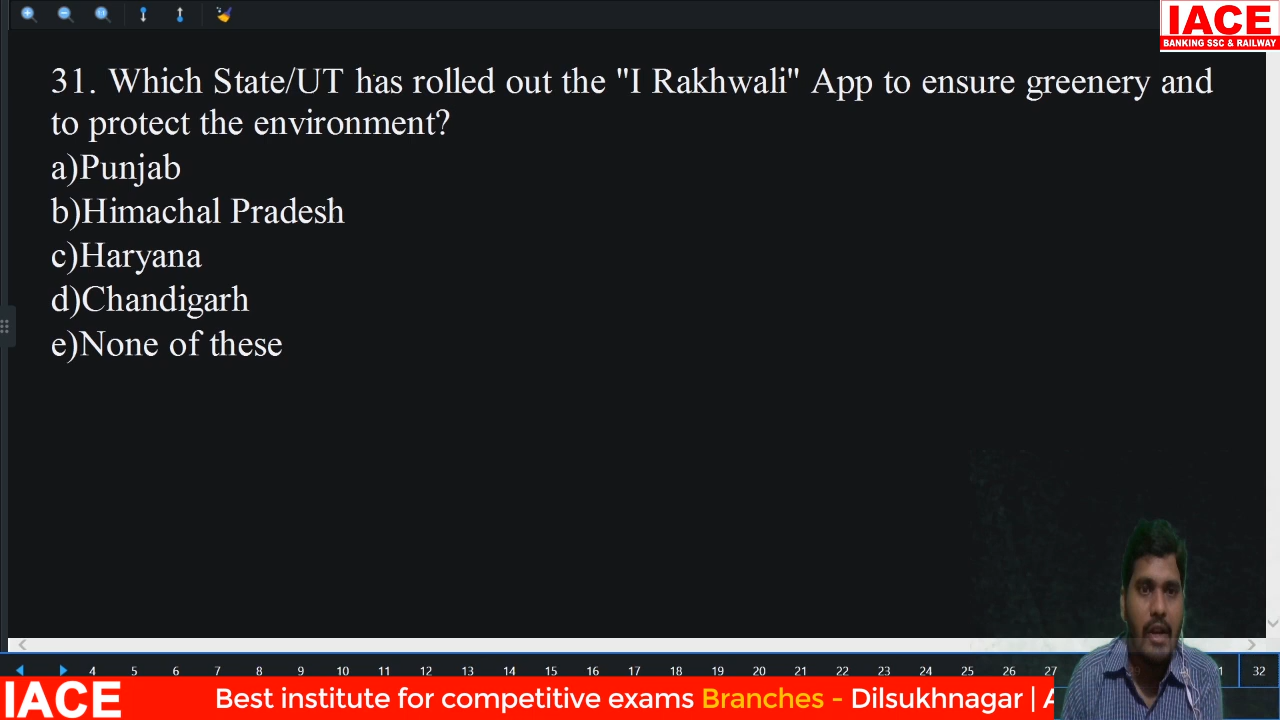 IACE
BANKING SSC & RAILWAY
31. Which State/UT has rolled out the "I Rakhwali" App to ensure greenery and
to protect the environment?
a)Punjab
b)Himachal Pradesh
c)Haryana
d)Chandigarh
e)None of these
4 5 6 7 8 9 10 11 12 13 14 15 16 17 18 19 20 21 22 23 24 25 26 27 32
IACE Best institute for competitive exams Branches - Dilsukhnagar |